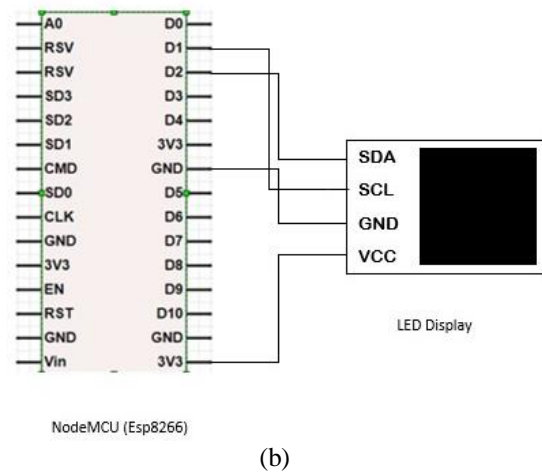 A0 D0
RSV D1
RSV D2
SD3 D3
SD2 D4
SD1 3V3
CMD GND
SD0 D5
CLK D6
GND D7
3V3 D8
EN D9
RST D10
GND GND
Vin 3V3
SDA
SCL
GND
VCC
LED Display
NodeMCU (Esp8266)
(b)